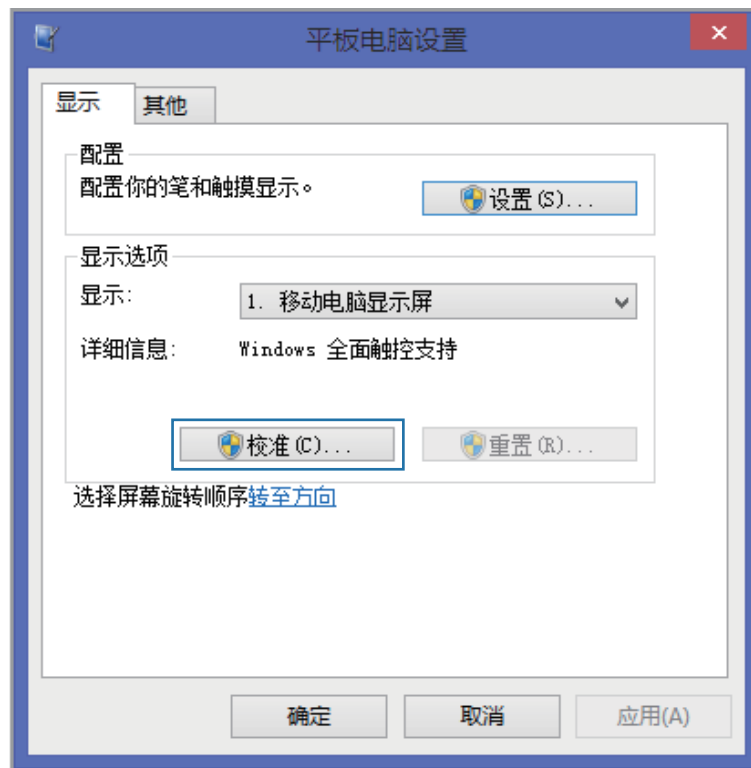 平板电脑设置
显示 其他
配置
配置你的笔和触摸显示。
设置(S)...
显示选项
显示: 1. 移动电脑显示屏
详细信息: Windows 全面触控支持
校准(C)... 重置(R)...
选择屏幕旋转顺序转至方向
确定 取消 应用(A)